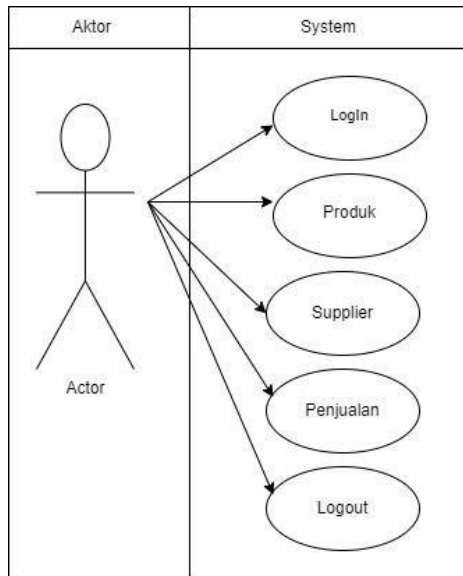 Aktor
System
LogIn
Produk
Supplier
Penjualan
Logout
Actor